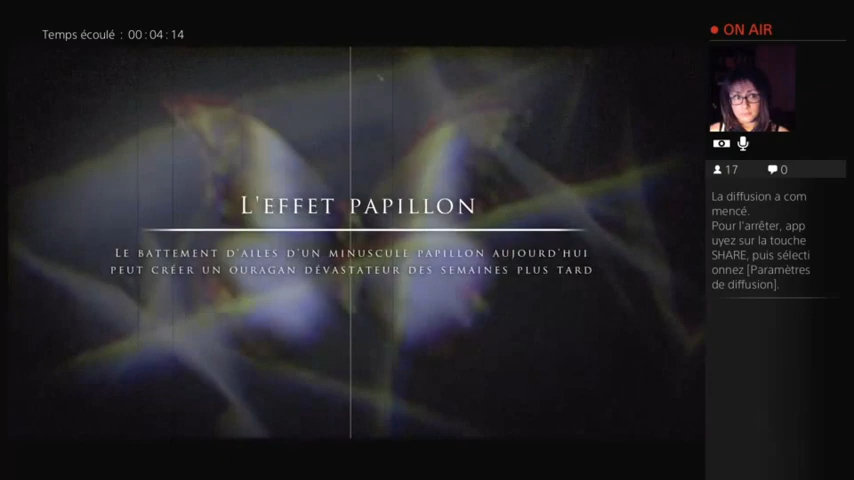 Temps écoulé : 00:04:14
ON AIR
L'EFFET PAPILLON
LE BATTEMENT D'AILES D'UN MINUSCULE PAPILLON AUJOURD'HUI
PEUT CRÉER UN OURAGAN DÉVASTATEUR DES SEMAINES PLUS TARD
17 0
La diffusion a com
mencé.
Pour l'arrêter, app
uyez sur la touche
SHARE, puis sélecti
onnez [Paramètres
de diffusion].